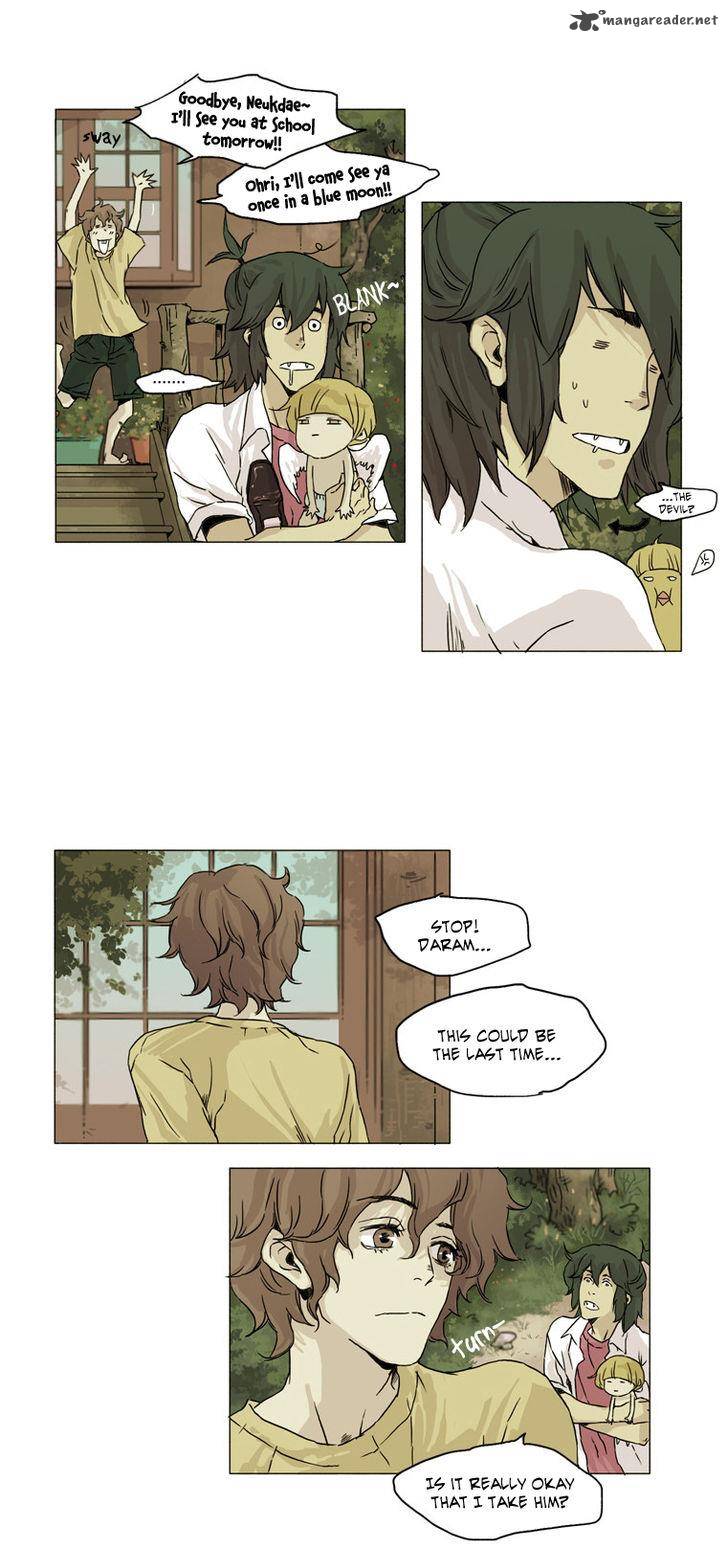 mangareader.net
Goodbye, Neukdae~
I'll See you at School
tomorrow!!
sway
Ohri, I'll come See ya
once in a blue moon!!
BLANK~
.......
...THE
DEVIL?
STOP!
DARAM...
THIS COULD BE
THE LAST TIME...
turn~
IS IT REALLY OKAY
THAT I TAKE HIM?